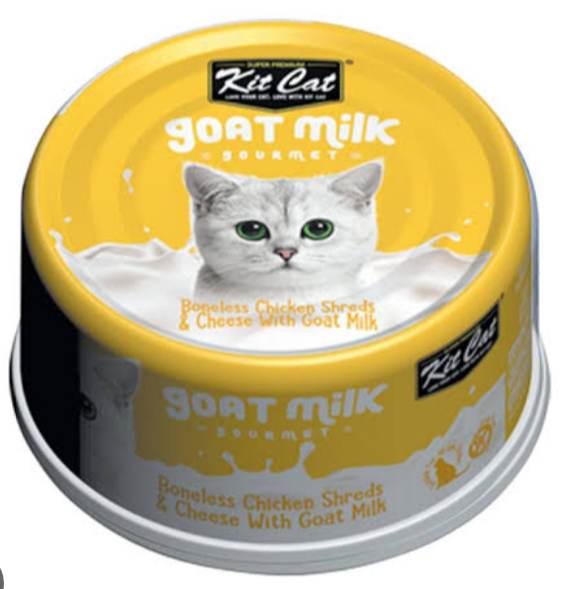 SUPER PREMIUM
Kit Cat
LOVE YOUR CAT. LOVE WITH KIT CAT
goat milk
gourmet
Boneless Chicken Shreds
& Cheese With Goat Milk
Kit Cat
goat milk
gourmet
Boneless Chicken Shreds
& Cheese With Goat Milk